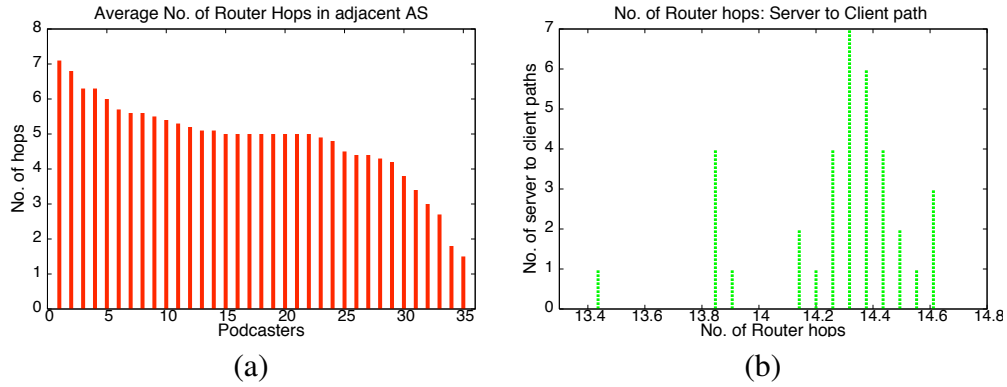 Average No. of Router Hops in adjacent AS
8
7
6
5
4
3
2
1
0
No. of hops
0 5 10 15 20 25 30 35
Podcasters
(a)
No. of Router hops: Server to Client path
7
6
5
4
3
2
1
0
No. of server to client paths
13.4 13.6 13.8 14 14.2 14.4 14.6 14.8
No. of Router hops
(b)